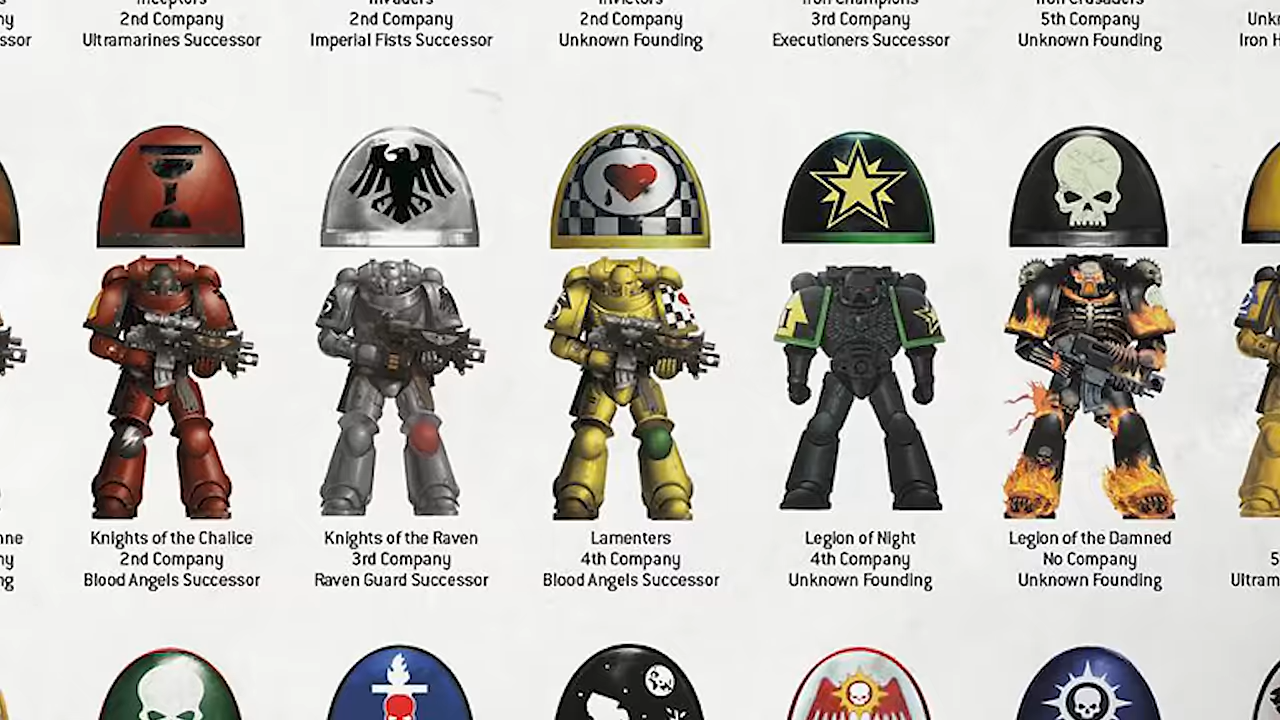 2nd Company
Ultramarines Successor
2nd Company
Imperial Fists Successor
2nd Company
Unknown Founding
Iron Champions
3rd Company
Executioners Successor
5th Company
Unknown Founding
Iron
Knights of the Chalice
2nd Company
Blood Angels Successor
Knights of the Raven
3rd Company
Raven Guard Successor
Lamenters
4th Company
Blood Angels Successor
Legion of Night
4th Company
Unknown Founding
Legion of the Damned
No Company
Unknown Founding